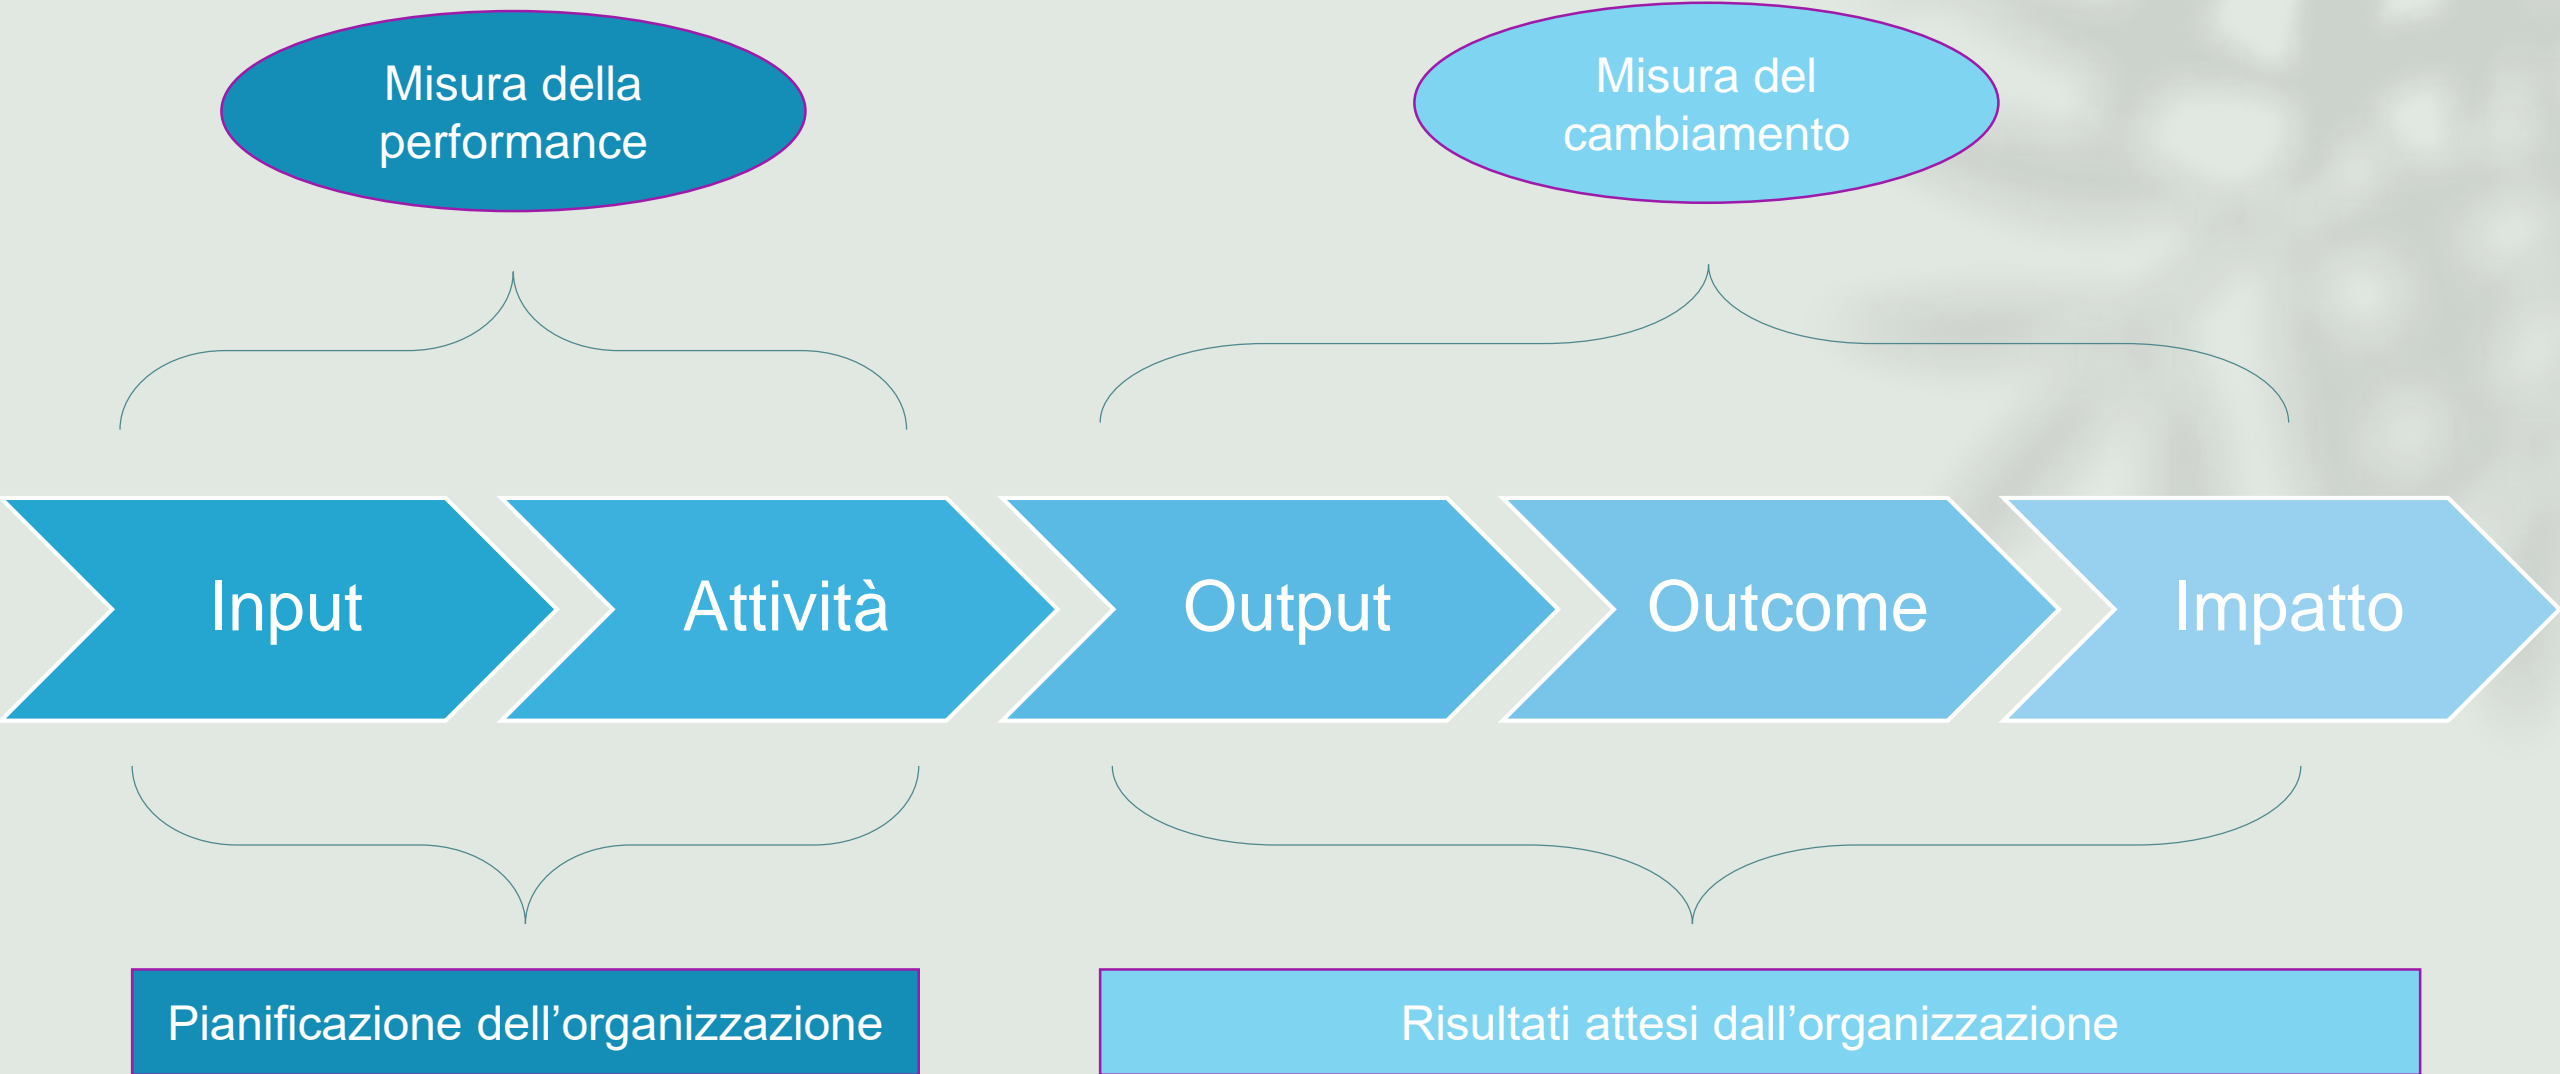 Misura della
performance
Misura del
cambiamento
Input
Attività
Output
Outcome
Impatto
Pianificazione dell’organizzazione
Risultati attesi dall’organizzazione